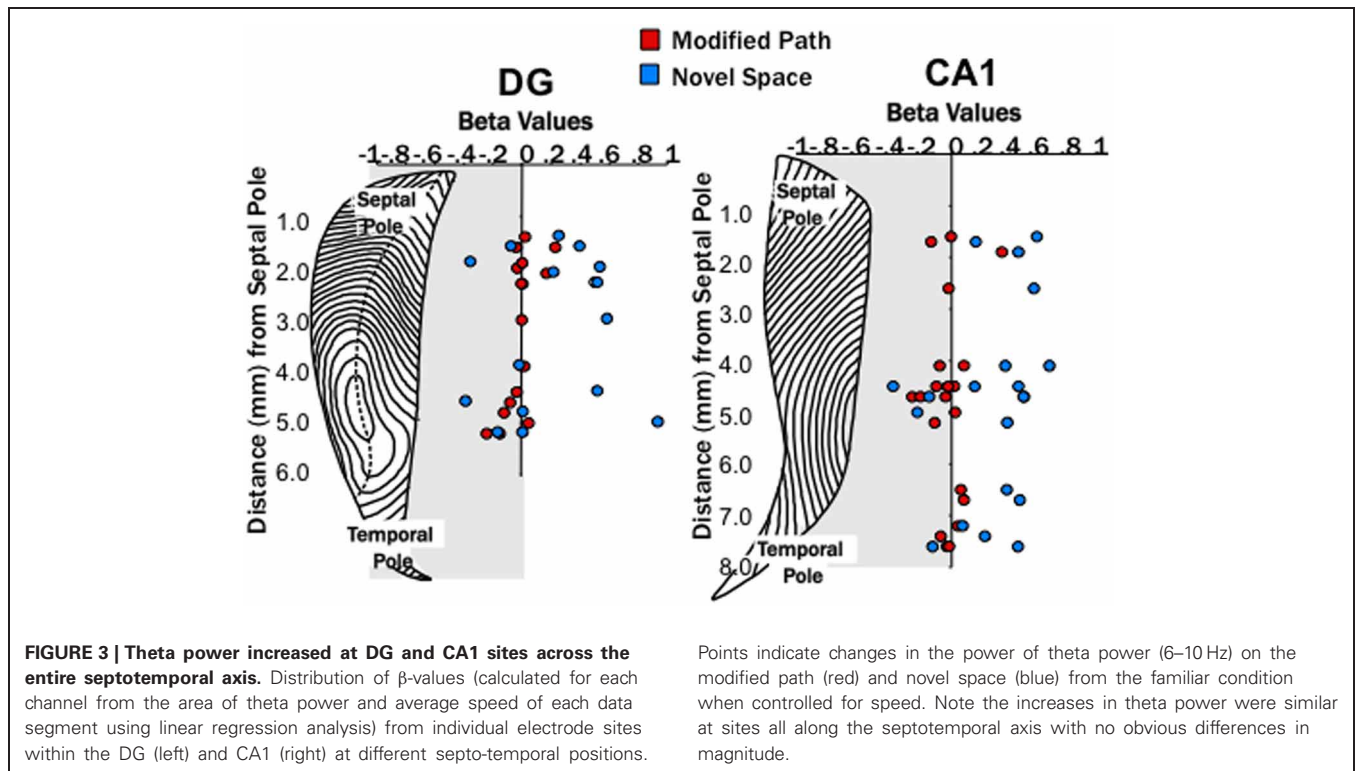 Modified Path
Novel Space
DG
Beta Values
-1-.8-.6-.4-.2 0 .2 .4 .6 .8 1
Distance (mm) from Septal Pole
1.0
2.0
3.0
4.0
5.0
6.0
Septal
Pole
Temporal
Pole
CA1
Beta Values
-1-.8-.6-.4-.2 0 .2 .4 .6 .8 1
Distance (mm) from Septal Pole
1.0
2.0
3.0
4.0
5.0
6.0
7.0
8.0
Septal
Pole
Temporal
Pole
FIGURE 3 | Theta power increased at DG and CA1 sites across the
entire septotemporal axis. Distribution of β-values (calculated for each
channel from the area of theta power and average speed of each data
segment using linear regression analysis) from individual electrode sites
within the DG (left) and CA1 (right) at different septo-temporal positions.
Points indicate changes in the power of theta power (6–10 Hz) on the
modified path (red) and novel space (blue) from the familiar condition
when controlled for speed. Note the increases in theta power were similar
at sites all along the septotemporal axis with no obvious differences in
magnitude.